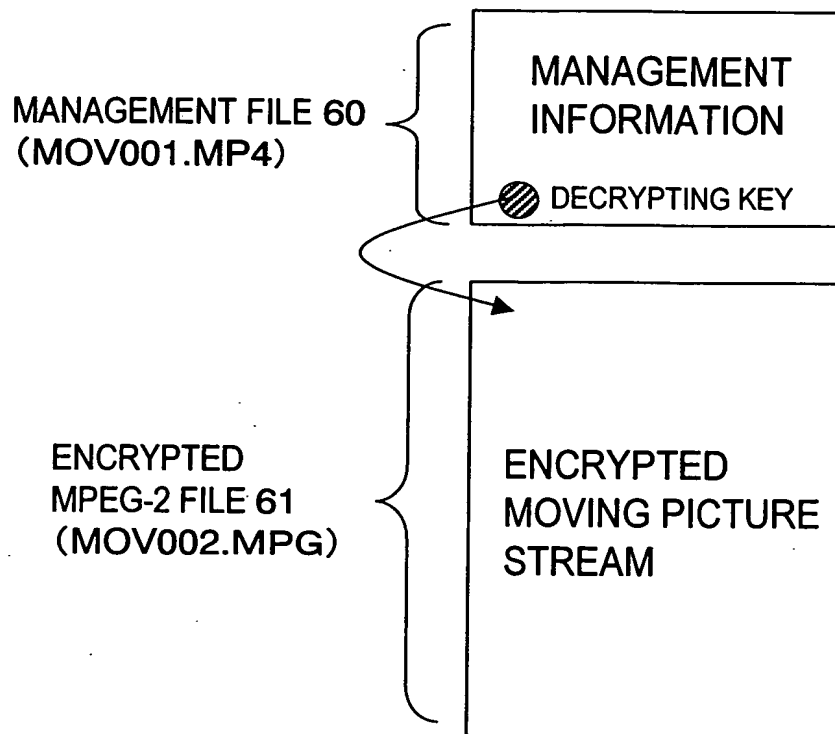 MANAGEMENT FILE 60
(MOV001.MP4)
MANAGEMENT
INFORMATION
DECRYPTING KEY
ENCRYPTED
MPEG-2 FILE 61
(MOV002.MPG)
ENCRYPTED
MOVING PICTURE
STREAM